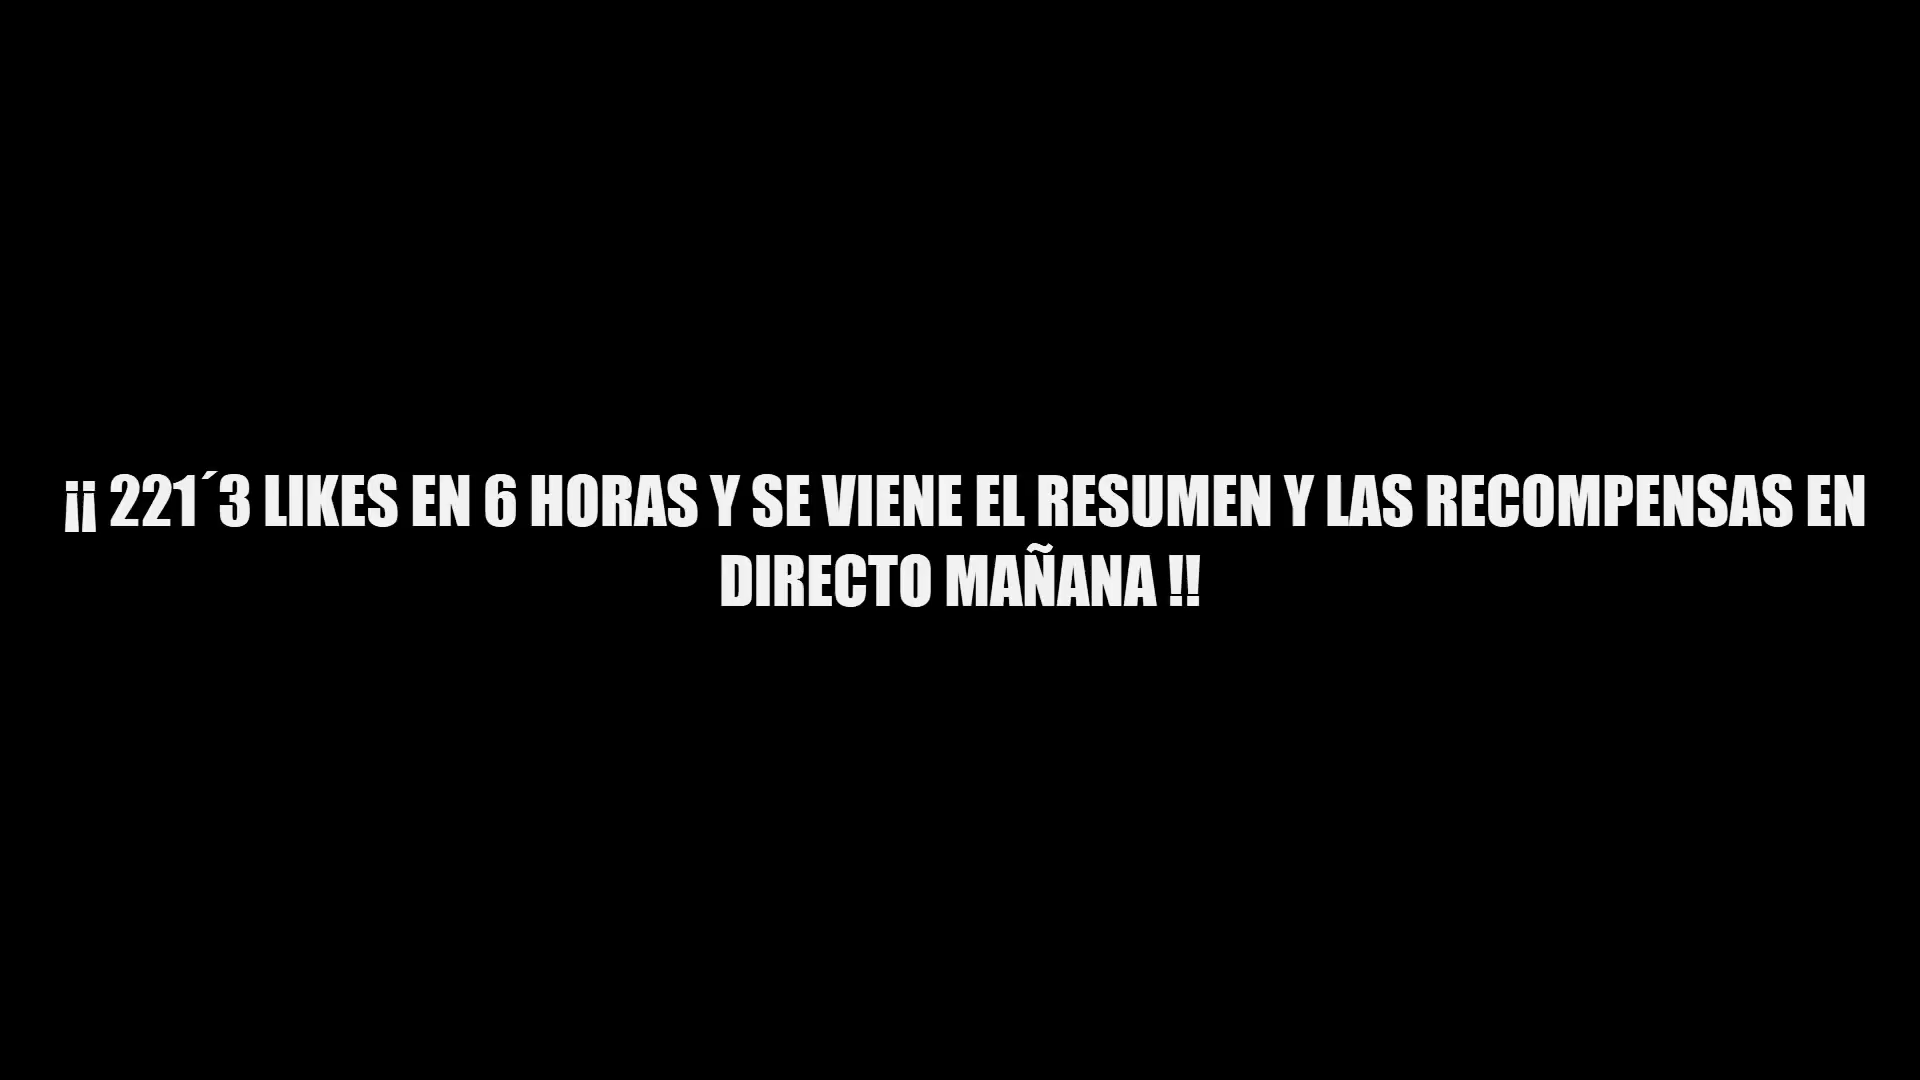 ¡¡ 221´3 LIKES EN 6 HORAS Y SE VIENE EL RESUMEN Y LAS RECOMPENSAS EN
DIRECTO MAÑANA !!